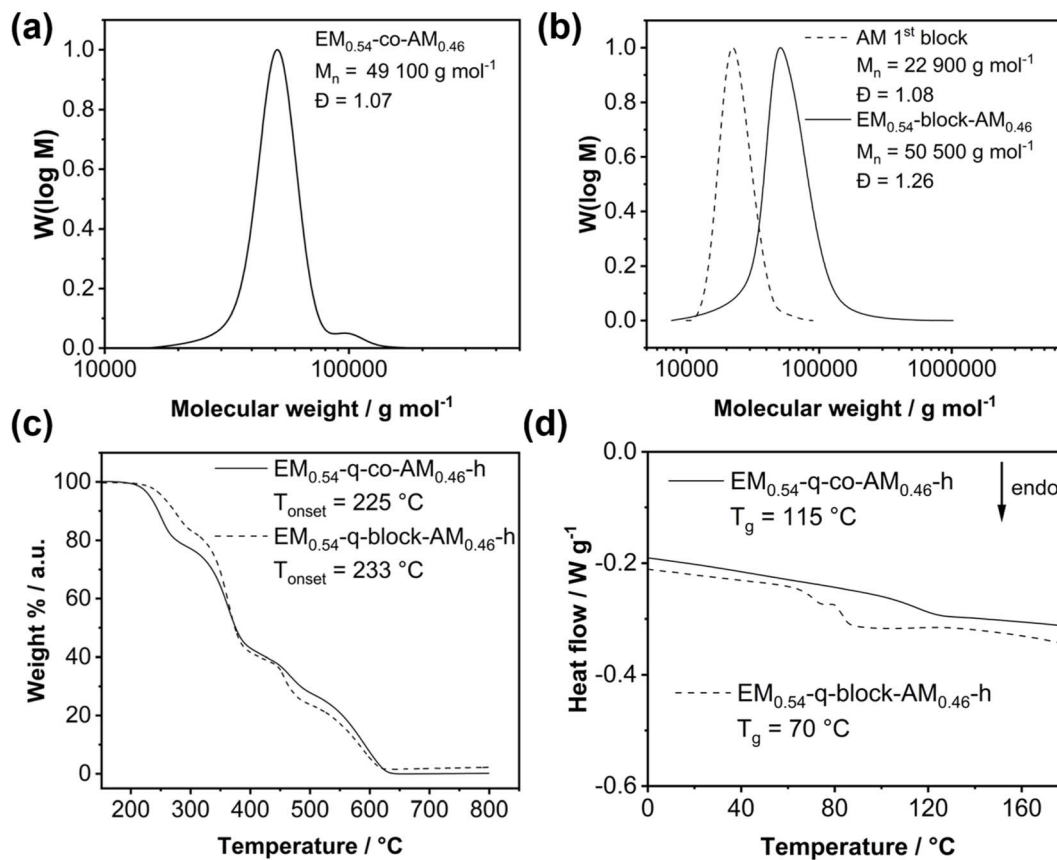 (a)
EM0.54-co-AM0.46
Mn = 49 100 g mol-1
Đ = 1.07
1.0
0.8
0.6
0.4
0.2
0.0
W(log M)
10000
100000
Molecular weight / g mol-1
(b)
AM 1st block
Mn = 22 900 g mol-1
Đ = 1.08
EM0.54-block-AM0.46
Mn = 50 500 g mol-1
Đ = 1.26
1.0
0.8
0.6
0.4
0.2
0.0
W(log M)
10000
100000
1000000
Molecular weight / g mol-1
(c)
EM0.54-q-co-AM0.46-h
Tonset = 225 °C
EM0.54-q-block-AM0.46-h
Tonset = 233 °C
100
80
60
40
20
0
Weight % / a.u.
200
300
400
500
600
700
800
Temperature / °C
(d)
endo
EM0.54-q-co-AM0.46-h
Tg = 115 °C
EM0.54-q-block-AM0.46-h
Tg = 70 °C
-0.0
-0.2
-0.4
-0.6
Heat flow / W g-1
0
40
80
120
160
Temperature / °C